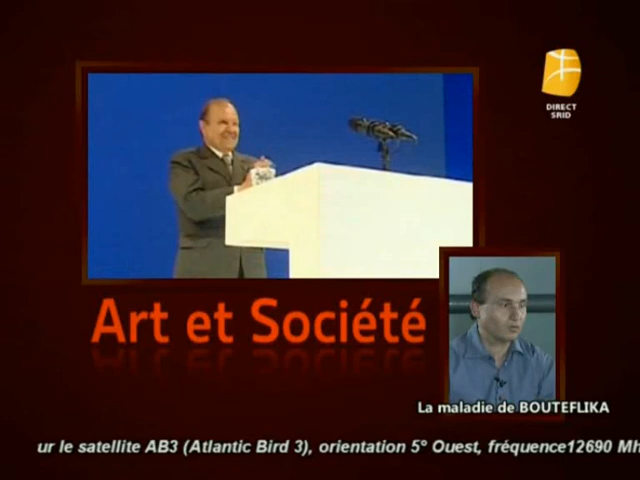 DIRECT
SRID
Art et Société
La maladie de BOUTEFLIKA
ur le satellite AB3 (Atlantic Bird 3), orientation 5° Ouest, fréquence12690 Mh